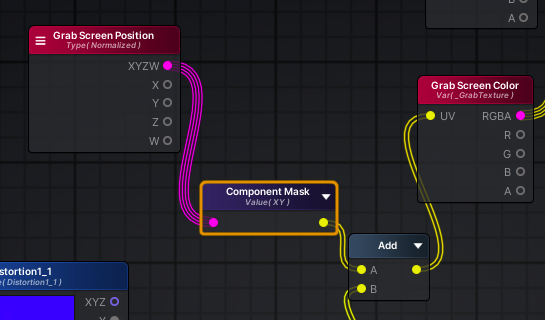 B
A
Grab Screen Position
Type( Normalized )
XYZW
X
Y
Z
W
Grab Screen Color
Var( _GrabTexture )
UV RGBA
R
G
B
A
Component Mask
Value( XY )
Add
A
B
stortion1_1
e( Distortion1_1 )
XYZ
X